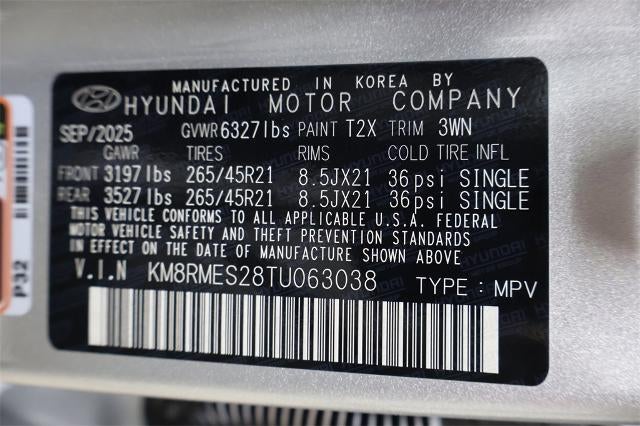 MANUFACTURED IN KOREA BY
HYUNDAI MOTOR COMPANY
SEP/2025 GVWR 6327lbs PAINT T2X TRIM 3WN
GAWR TIRES RIMS COLD TIRE INFL
FRONT 3197lbs 265/45R21 8.5JX21 36psi SINGLE
REAR 3527lbs 265/45R21 8.5JX21 36psi SINGLE
THIS VEHICLE CONFORMS TO ALL APPLICABLE U.S.A. FEDERAL
MOTOR VEHICLE SAFETY AND THEFT PREVENTION STANDARDS
IN EFFECT ON THE DATE OF MANUFACTURE SHOWN ABOVE
V.I.N KM8RMES28TU063038 TYPE : MPV
P32